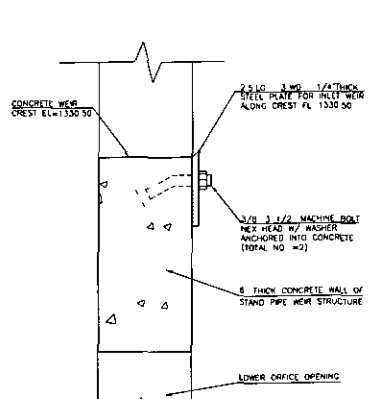 2.5 LG 3 WD 1/4" THICK
STEEL PLATE FOR INLET WEIR
ALONG CREST EL 1330 50
CONCRETE WEIR
CREST EL=1330 50
3/8 3 1/2 MACHINE BOLT
HEX HEAD W/ WASHER
ANCHORED INTO CONCRETE
(TOTAL NO =2)
6 THICK CONCRETE WALL OF
STAND PIPE WEIR STRUCTURE
LOWER ORFICE OPENING